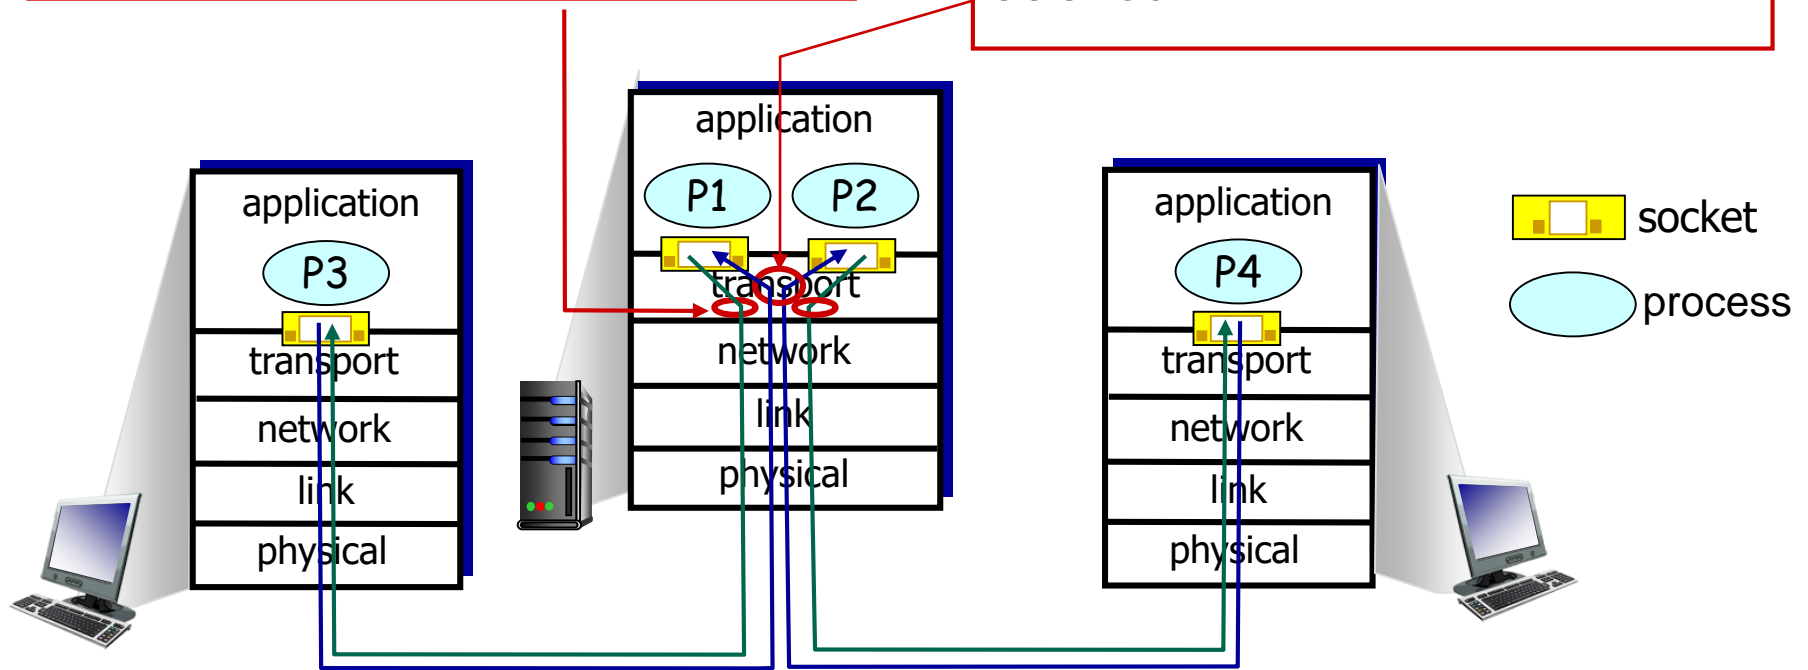 application
P1 P2
transport
network
link
physical
application
P3
transport
network
link
physical
application
P4
transport
network
link
physical
socket
process